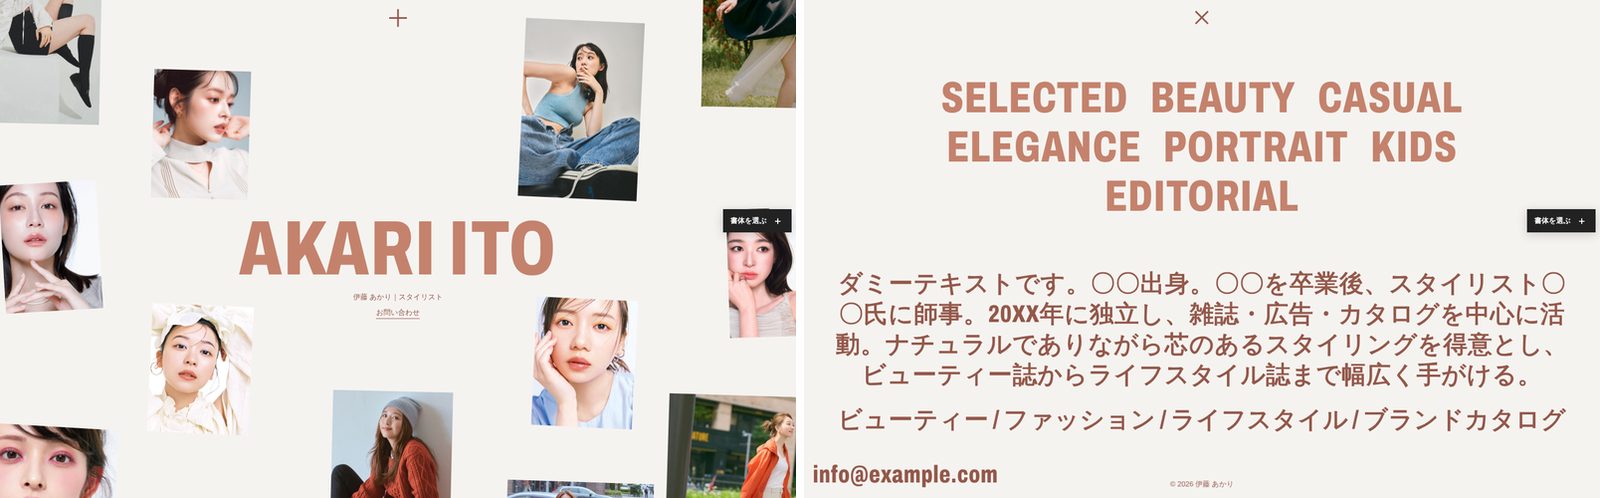 AKARI ITO
伊藤 あかり｜スタイリスト
お問い合わせ
書体を選ぶ ＋
SELECTED BEAUTY CASUAL
ELEGANCE PORTRAIT KIDS
EDITORIAL
書体を選ぶ ＋
ダミーテキストです。〇〇出身。〇〇を卒業後、スタイリスト〇
〇氏に師事。20XX年に独立し、雑誌・広告・カタログを中心に活
動。ナチュラルでありながら芯のあるスタイリングを得意とし、
ビューティー誌からライフスタイル誌まで幅広く手がける。
ビューティー / ファッション / ライフスタイル / ブランドカタログ
info@example.com
© 2026 伊藤 あかり